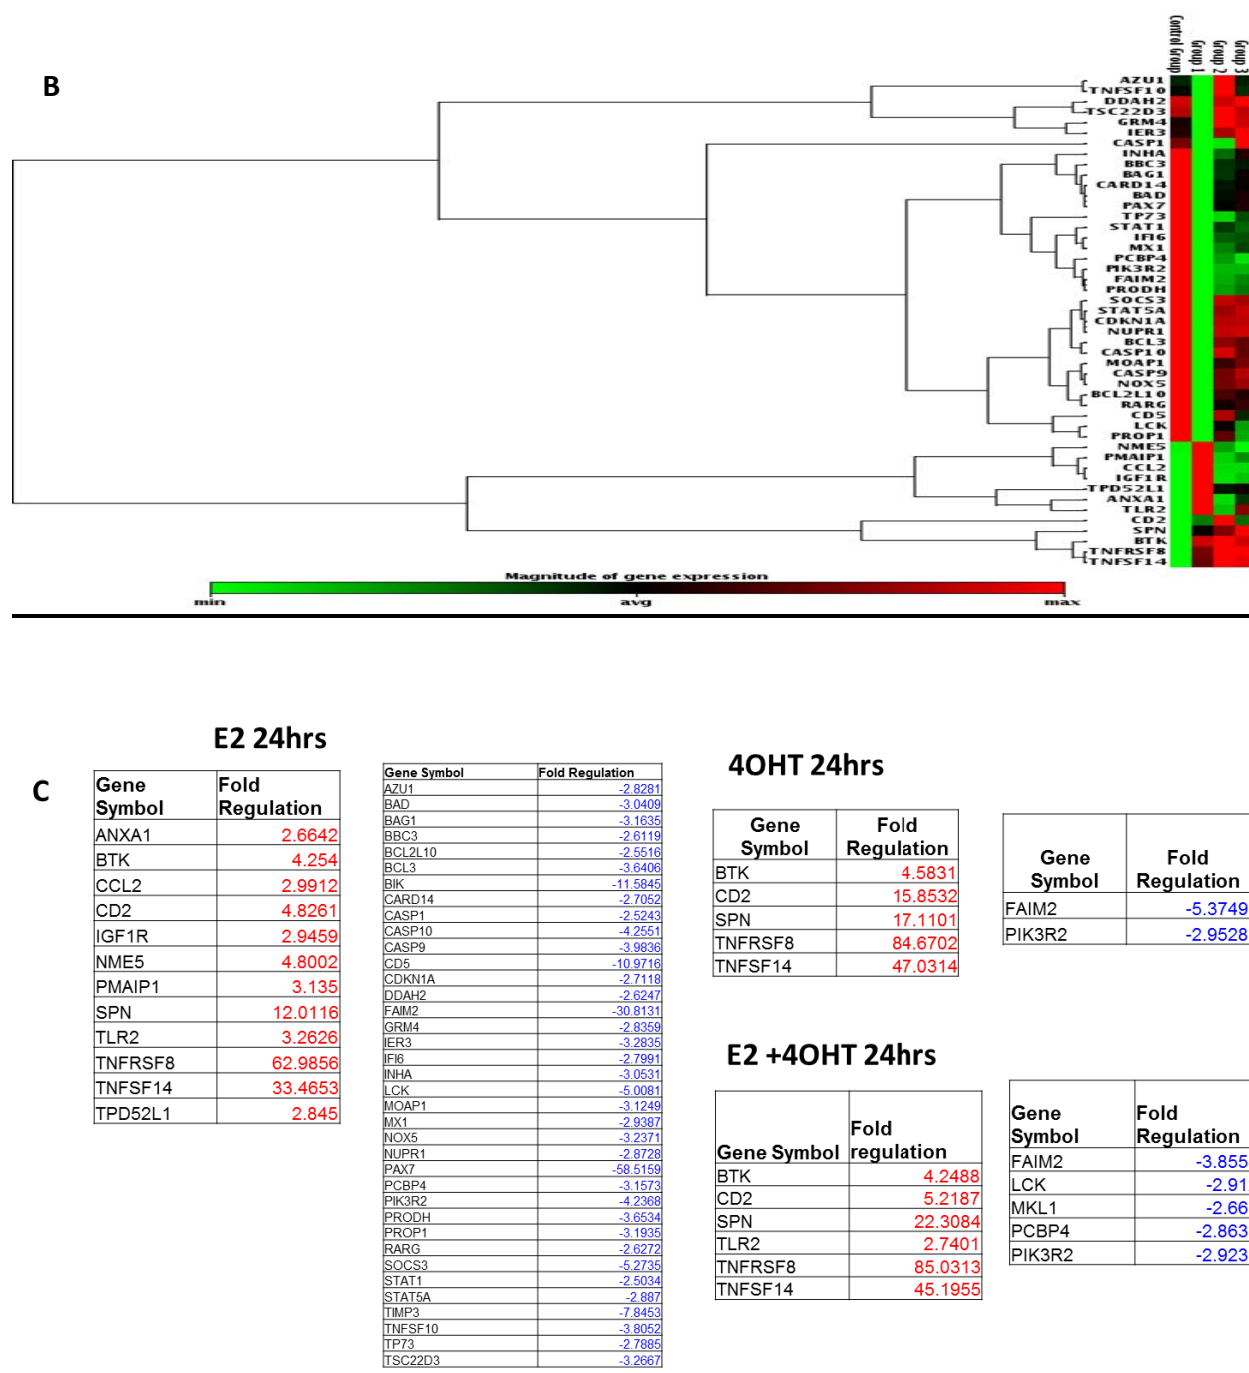 B
Control Group
Group 1
Group 2
Group 3
AZU1
TNFSF10
DDAH2
TSC22D3
GRM4
IER3
CASP1
INHA
BBC3
BAG1
CARD14
BAD
PAX7
TP73
STAT1
IFI6
MX1
PCBP4
PIK3R2
FAIM2
PRODH
SOCS3
STAT5A
CDKN1A
NUPR1
BCL3
CASP10
MOAP1
CASP9
NOX5
BCL2L10
RARG
CD5
LCK
PROP1
NME5
PMAIP1
CCL2
IGF1R
TPD52L1
ANXA1
TLR2
CD2
SPN
BTK
TNFRSF8
TNFSF14
Magnitude of gene expression
min avg max
C
E2 24hrs
Gene Symbol Fold Regulation
ANXA1 2.6642
BTK 4.254
CCL2 2.9912
CD2 4.8261
IGF1R 2.9459
NME5 4.8002
PMAIP1 3.135
SPN 12.0116
TLR2 3.2626
TNFRSF8 62.9856
TNFSF14 33.4653
TPD52L1 2.845
Gene Symbol Fold Regulation
AZU1 -2.8281
BAD -3.0409
BAG1 -3.1635
BBC3 -2.6119
BCL2L10 -2.5516
BCL3 -3.6406
BIK -11.5845
CARD14 -2.7052
CASP1 -2.5243
CASP10 -4.2551
CASP9 -3.9836
CD5 -10.9716
CDKN1A -2.7118
DDAH2 -2.6247
FAIM2 -30.8131
GRM4 -2.8359
IER3 -3.2835
IFI6 -2.7991
INHA -3.0531
LCK -5.0081
MOAP1 -3.1249
MX1 -2.9387
NOX5 -3.2371
NUPR1 -2.8728
PAX7 -58.5159
PCBP4 -3.1573
PIK3R2 -4.2368
PRODH -3.6534
PROP1 -3.1935
RARG -2.6272
SOCS3 -5.2735
STAT1 -2.5034
STAT5A -2.887
TIMP3 -7.8453
TNFSF10 -3.8052
TP73 -2.7885
TSC22D3 -3.2667
4OHT 24hrs
Gene Symbol Fold Regulation
BTK 4.5831
CD2 15.8532
SPN 17.1101
TNFRSF8 84.6702
TNFSF14 47.0314
Gene Symbol Fold Regulation
FAIM2 -5.3749
PIK3R2 -2.9528
E2 +4OHT 24hrs
Gene Symbol Fold regulation
BTK 4.2488
CD2 5.2187
SPN 22.3084
TLR2 2.7401
TNFRSF8 85.0313
TNFSF14 45.1955
Gene Symbol Fold Regulation
FAIM2 -3.855
LCK -2.91
MKL1 -2.66
PCBP4 -2.863
PIK3R2 -2.923